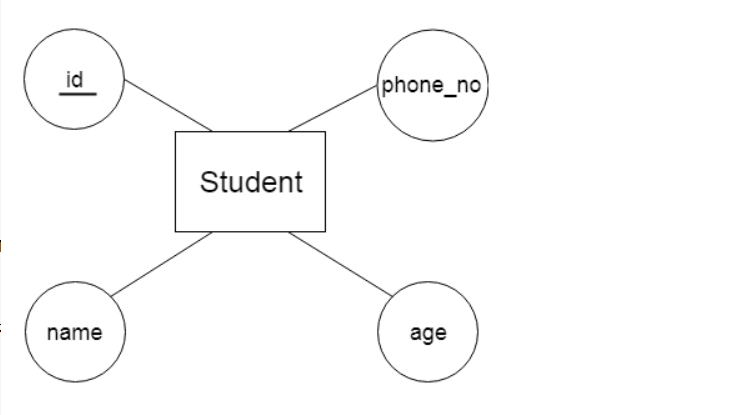 id
phone_no
Student
name
age